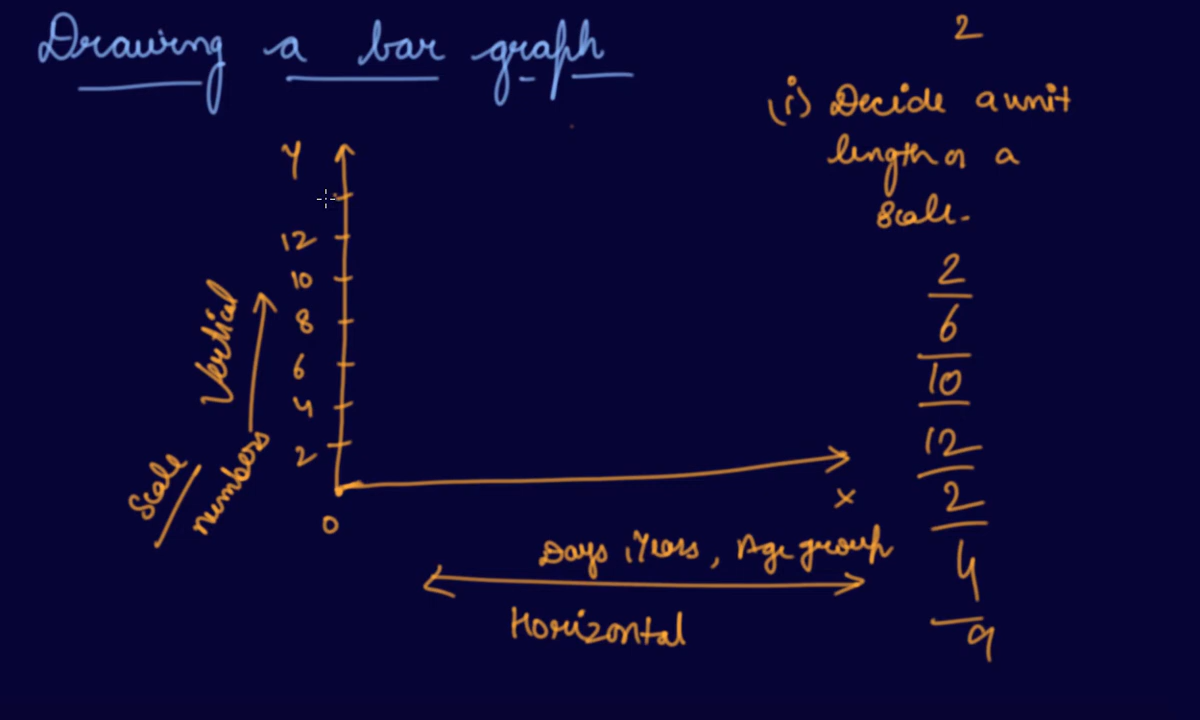 Drawing a bar graph
2
(i) Decide a unit
length or a
Scale.
Y
12
10
8
6
4
2
0
X
Vertical
Scale / numbers
Days, Years, Age group
Horizontal
2
6
10
12
2
4
9